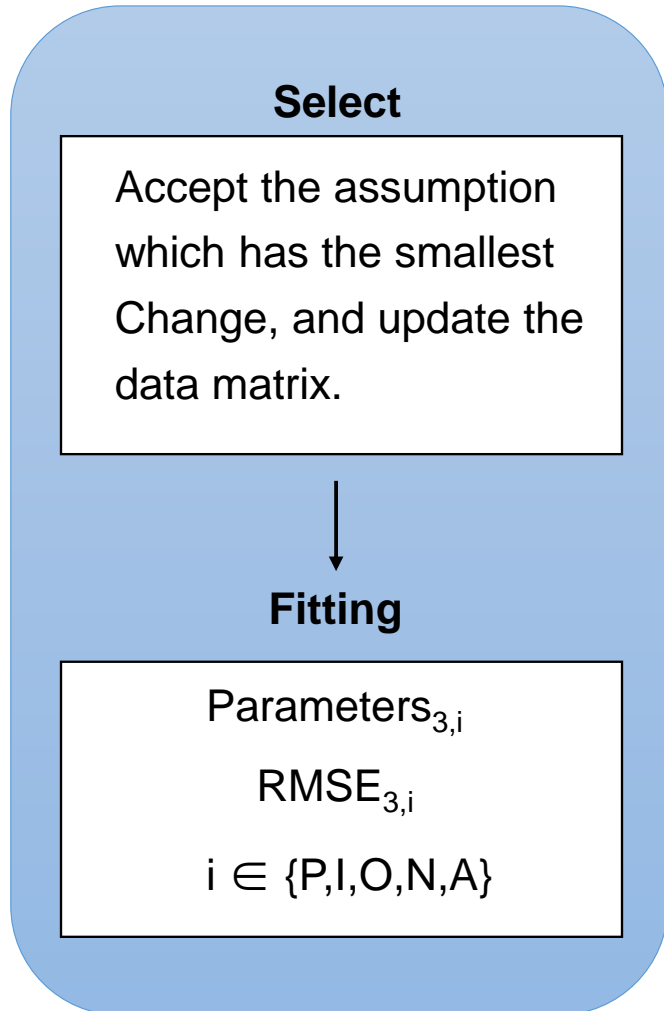 Select
Accept the assumption
which has the smallest
Change, and update the
data matrix.
Fitting
Parameters₃,ᵢ
RMSE₃,ᵢ
i ∈ {P,I,O,N,A}